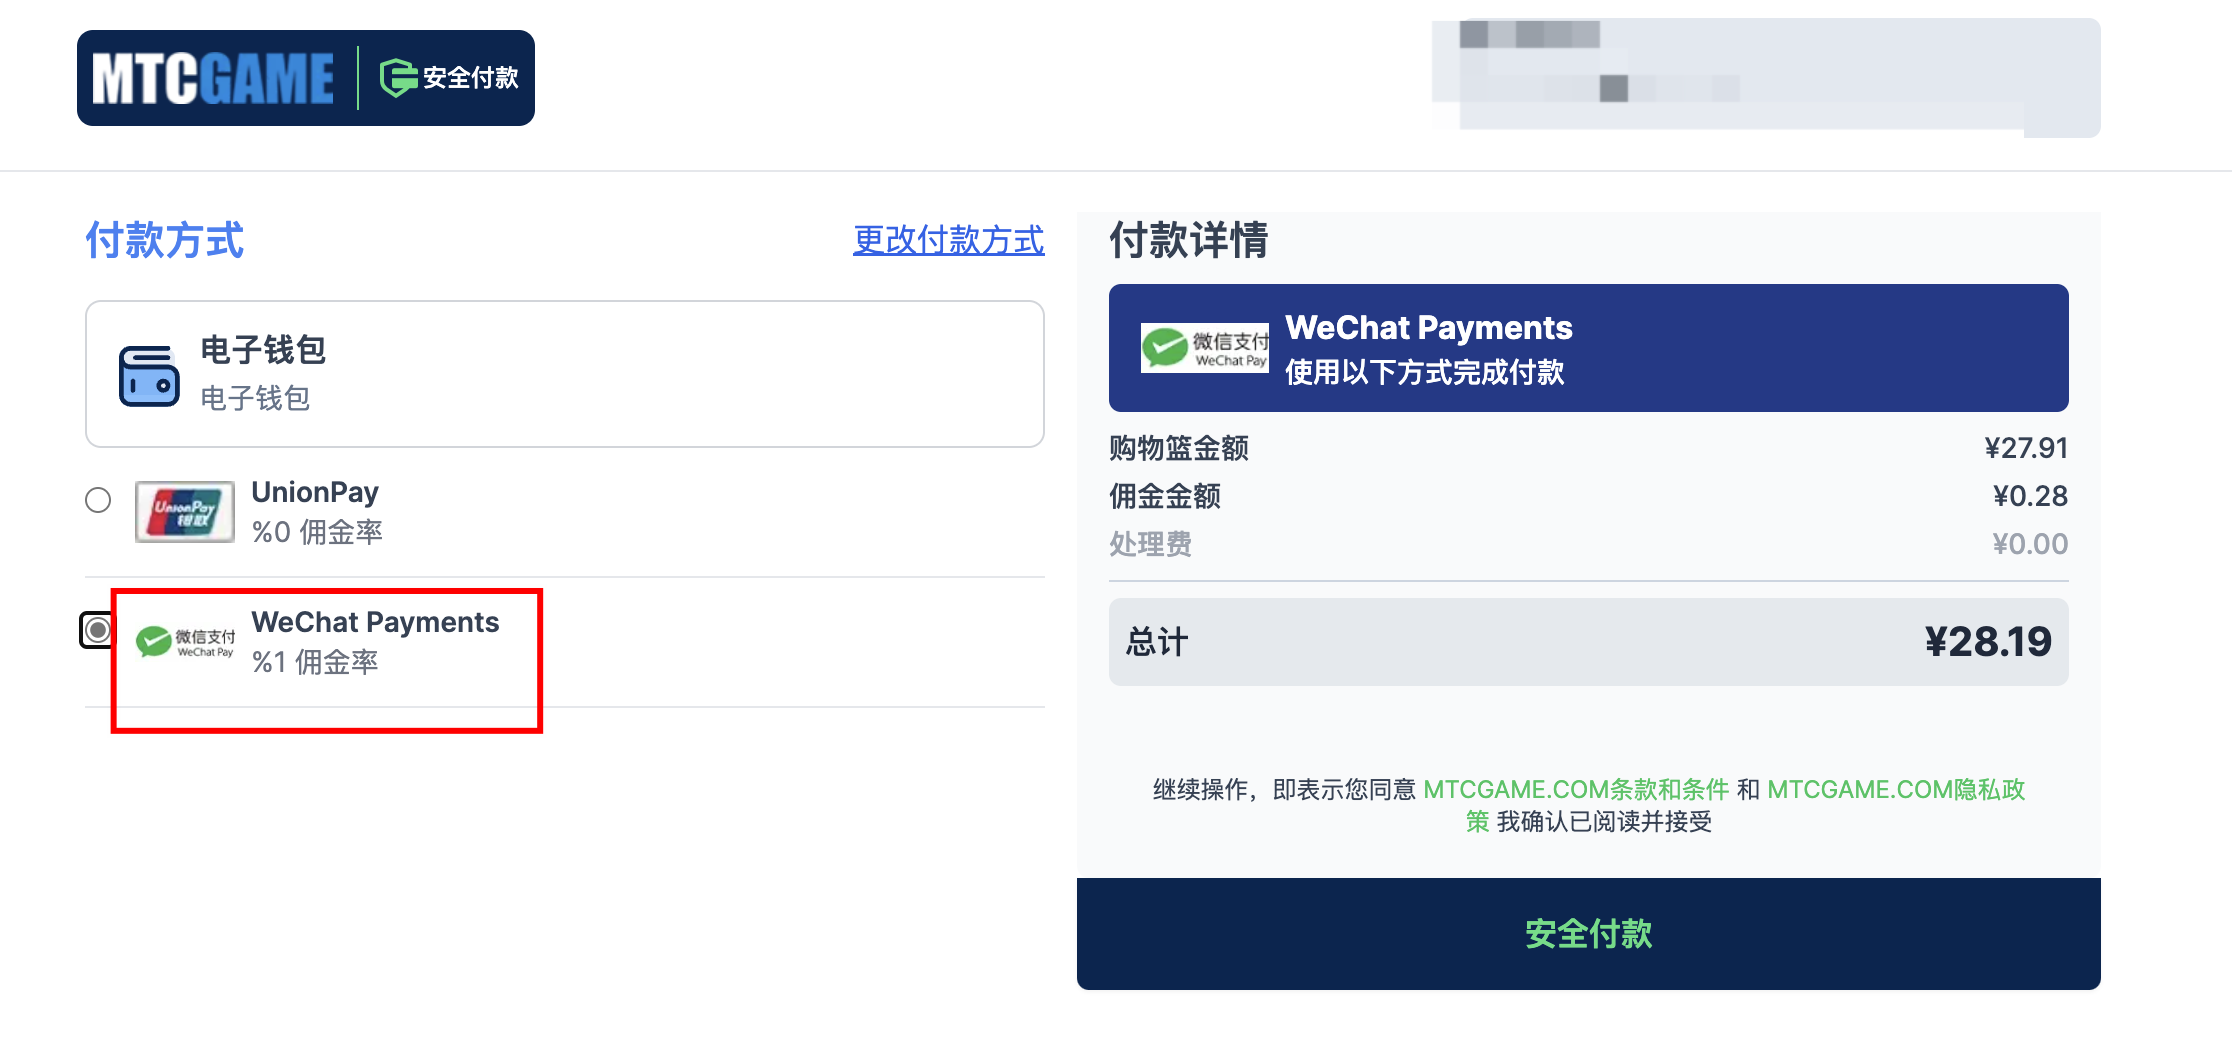 MTCGAME 安全付款
付款方式
更改付款方式
电子钱包
电子钱包
UnionPay
银联
UnionPay
%0 佣金率
微信支付
WeChat Pay
WeChat Payments
%1 佣金率
付款详情
微信支付
WeChat Pay
WeChat Payments
使用以下方式完成付款
购物篮金额 ¥27.91
佣金金额 ¥0.28
处理费 ¥0.00
总计 ¥28.19
继续操作，即表示您同意 MTCGAME.COM条款和条件 和 MTCGAME.COM隐私政
策 我确认已阅读并接受
安全付款